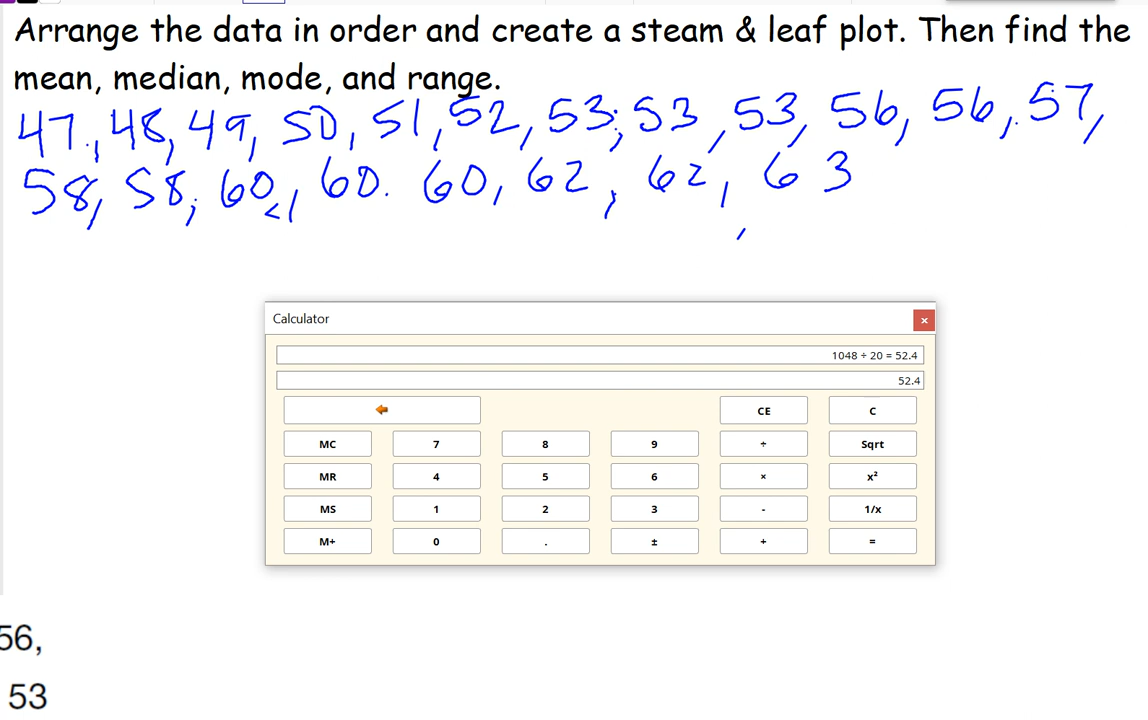 Arrange the data in order and create a steam & leaf plot. Then find the
mean, median, mode, and range.
47, 48, 49, 50, 51, 52, 53, 53, 53, 56, 56, 57,
58, 58, 60, 60. 60, 62, 62, 63
Calculator x
1048 ÷ 20 = 52.4
52.4
CE C
MC 7 8 9 ÷ Sqrt
MR 4 5 6 × x²
MS 1 2 3 - 1/x
M+ 0 . ± + =
56,
53